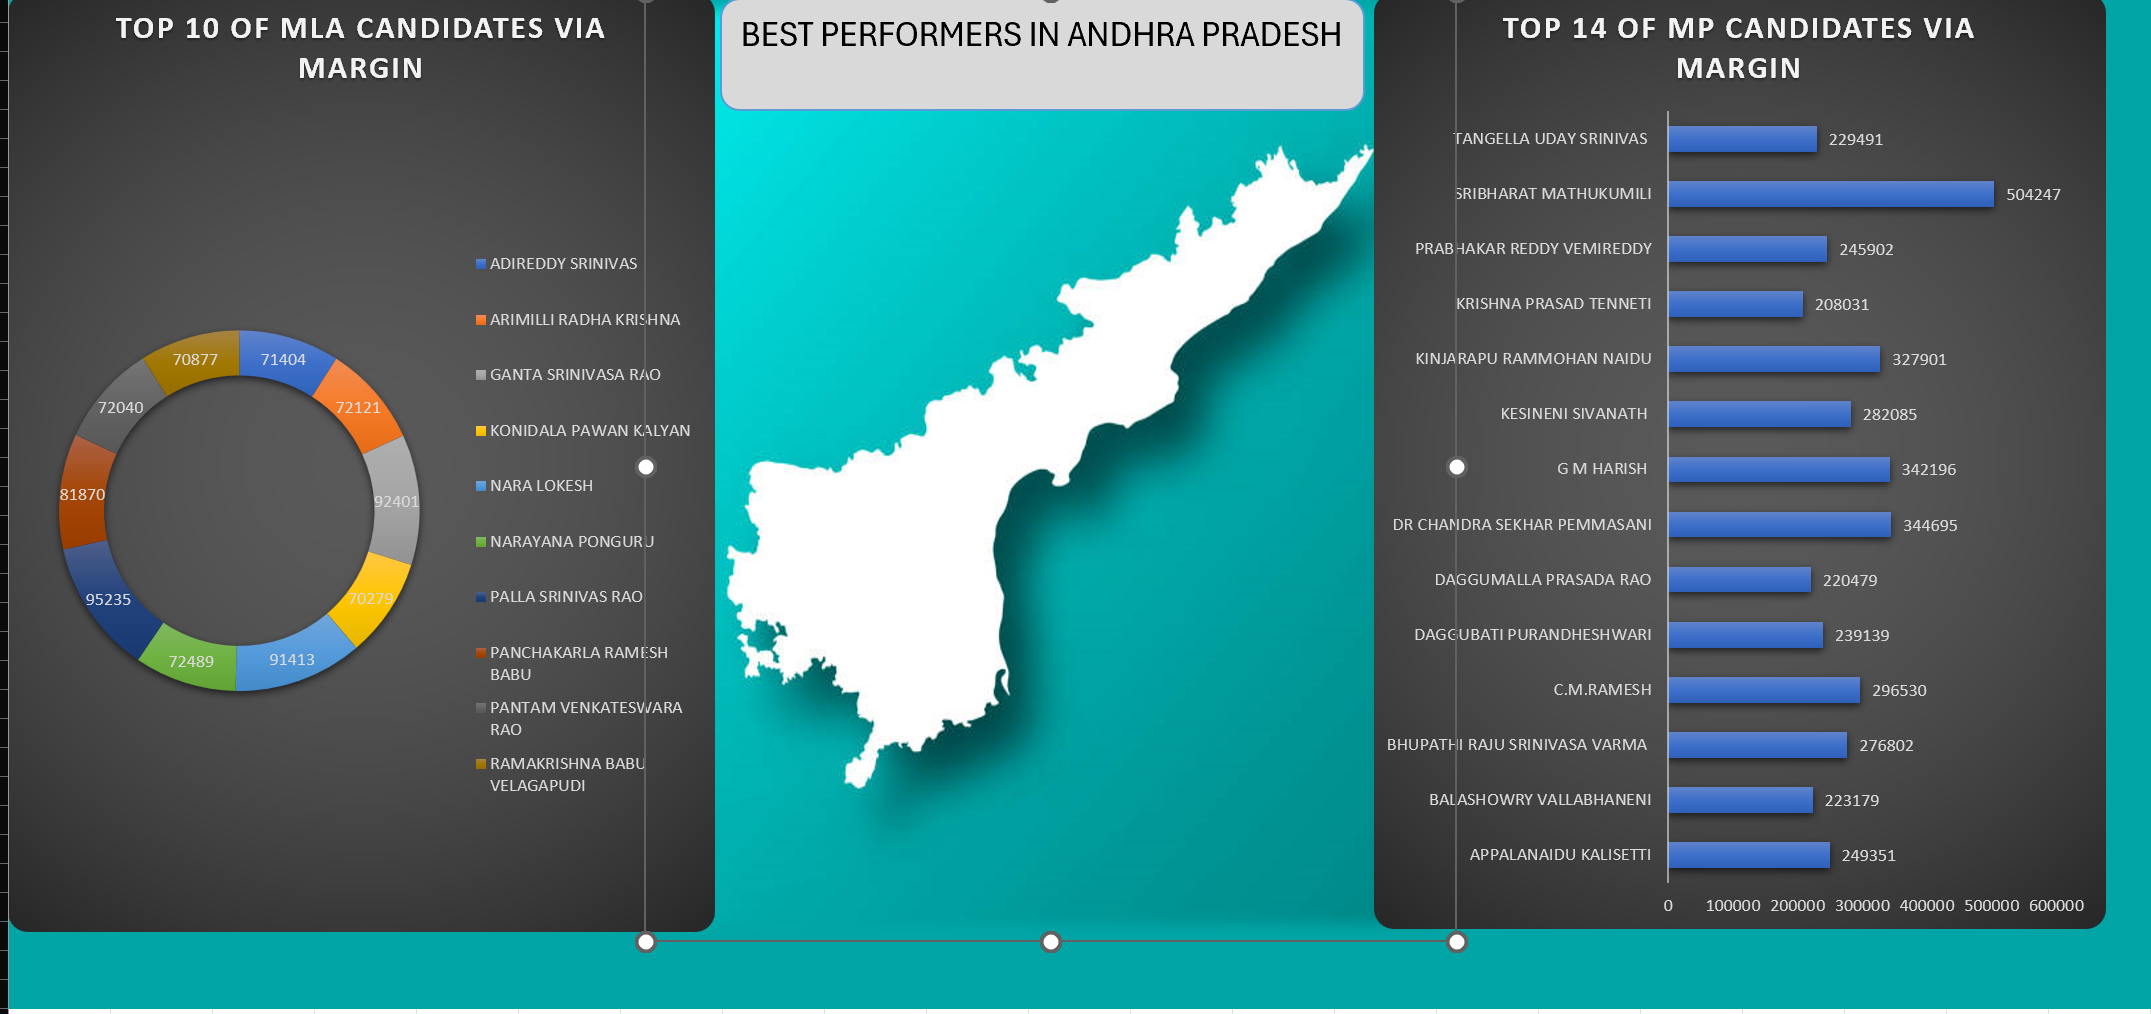 TOP 10 OF MLA CANDIDATES VIA
MARGIN
71404
72121
92401
70279
91413
72489
95235
81870
72040
70877
ADIREDDY SRINIVAS
ARIMILLI RADHA KRISHNA
GANTA SRINIVASA RAO
KONIDALA PAWAN KALYAN
NARA LOKESH
NARAYANA PONGURU
PALLA SRINIVAS RAO
PANCHAKARLA RAMESH
BABU
PANTAM VENKATESWARA
RAO
RAMAKRISHNA BABU
VELAGAPUDI
BEST PERFORMERS IN ANDHRA PRADESH
TOP 14 OF MP CANDIDATES VIA
MARGIN
TANGELLA UDAY SRINIVAS 229491
SRIBHARAT MATHUKUMILI 504247
PRABHAKAR REDDY VEMIREDDY 245902
KRISHNA PRASAD TENNETI 208031
KINJARAPU RAMMOHAN NAIDU 327901
KESINENI SIVANATH 282085
G M HARISH 342196
DR CHANDRA SEKHAR PEMMASANI 344695
DAGGUMALLA PRASADA RAO 220479
DAGGUBATI PURANDHESHWARI 239139
C.M.RAMESH 296530
BHUPATHI RAJU SRINIVASA VARMA 276802
BALASHOWRY VALLABHANENI 223179
APPALANAIDU KALISETTI 249351
0 100000 200000 300000 400000 500000 600000